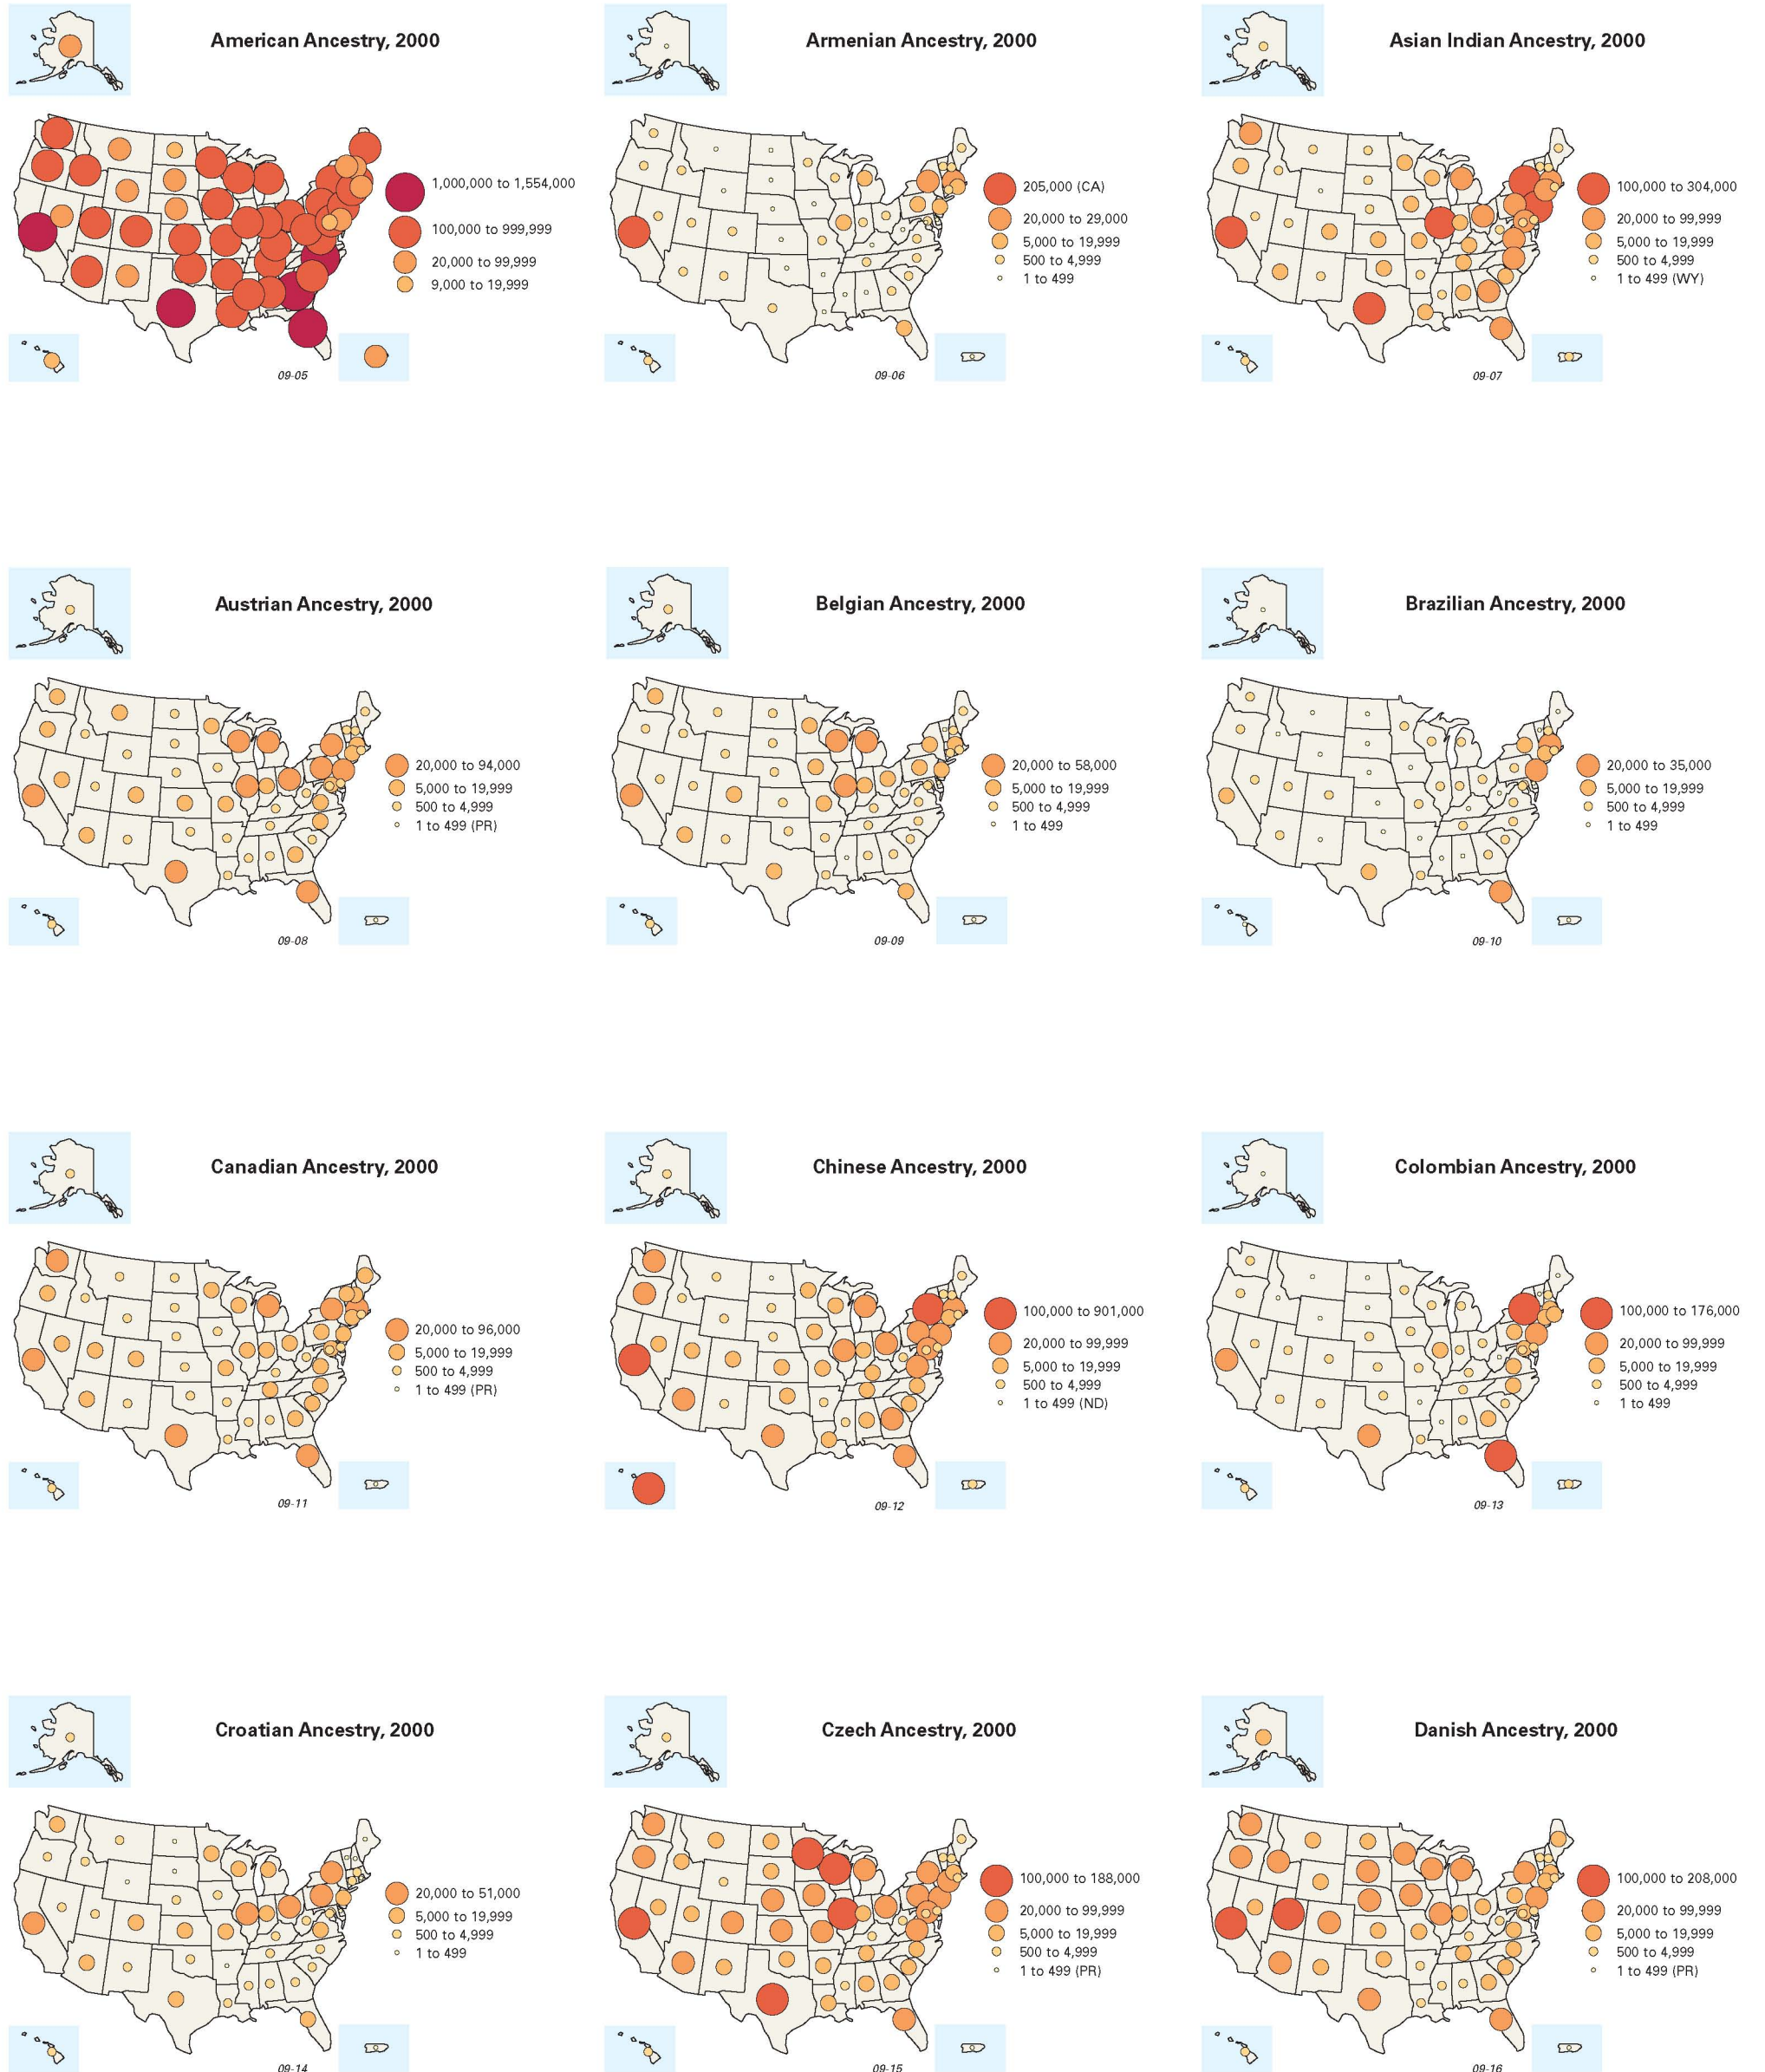 American Ancestry, 2000
1,000,000 to 1,554,000
100,000 to 999,999
20,000 to 99,999
9,000 to 19,999
09-05
Armenian Ancestry, 2000
205,000 (CA)
20,000 to 29,000
5,000 to 19,999
500 to 4,999
1 to 499
09-06
Asian Indian Ancestry, 2000
100,000 to 304,000
20,000 to 99,999
5,000 to 19,999
500 to 4,999
1 to 499 (WY)
09-07
Austrian Ancestry, 2000
20,000 to 94,000
5,000 to 19,999
500 to 4,999
1 to 499 (PR)
09-08
Belgian Ancestry, 2000
20,000 to 58,000
5,000 to 19,999
500 to 4,999
1 to 499
09-09
Brazilian Ancestry, 2000
20,000 to 35,000
5,000 to 19,999
500 to 4,999
1 to 499
09-10
Canadian Ancestry, 2000
20,000 to 96,000
5,000 to 19,999
500 to 4,999
1 to 499 (PR)
09-11
Chinese Ancestry, 2000
100,000 to 901,000
20,000 to 99,999
5,000 to 19,999
500 to 4,999
1 to 499 (ND)
09-12
Colombian Ancestry, 2000
100,000 to 176,000
20,000 to 99,999
5,000 to 19,999
500 to 4,999
1 to 499
09-13
Croatian Ancestry, 2000
20,000 to 51,000
5,000 to 19,999
500 to 4,999
1 to 499
09-14
Czech Ancestry, 2000
100,000 to 188,000
20,000 to 99,999
5,000 to 19,999
500 to 4,999
1 to 499 (PR)
09-15
Danish Ancestry, 2000
100,000 to 208,000
20,000 to 99,999
5,000 to 19,999
500 to 4,999
1 to 499 (PR)
09-16